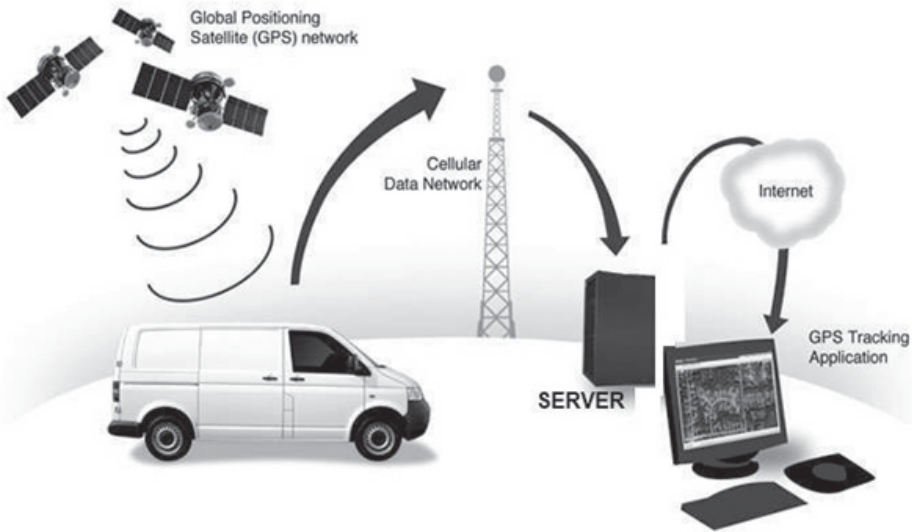 Global Positioning
Satellite (GPS) network
Cellular
Data Network
Internet
GPS Tracking
Application
SERVER